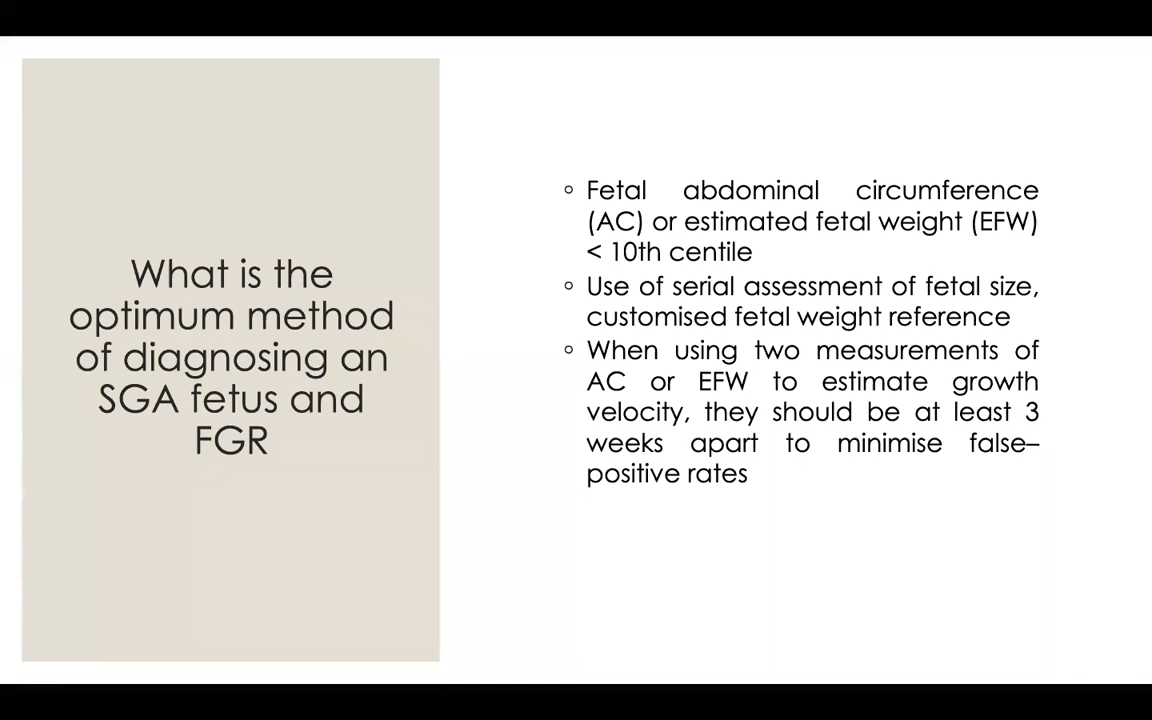 What is the
optimum method
of diagnosing an
SGA fetus and
FGR
◦ Fetal abdominal circumference
(AC) or estimated fetal weight (EFW)
< 10th centile
◦ Use of serial assessment of fetal size,
customised fetal weight reference
◦ When using two measurements of
AC or EFW to estimate growth
velocity, they should be at least 3
weeks apart to minimise false–
positive rates